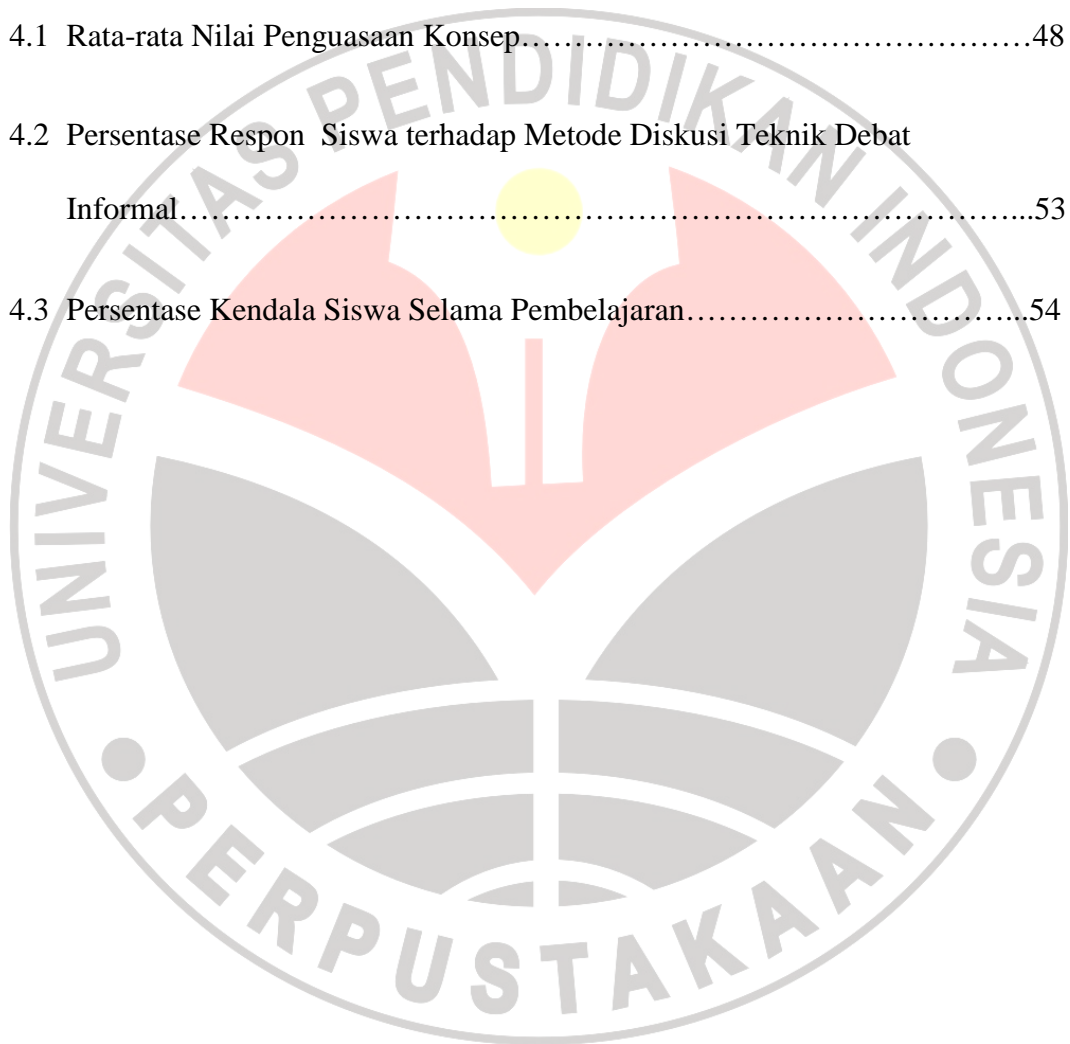 4.1 Rata-rata Nilai Penguasaan Konsep……………………………………………48
4.2 Persentase Respon Siswa terhadap Metode Diskusi Teknik Debat
Informal………………………………………………………………………...53
4.3 Persentase Kendala Siswa Selama Pembelajaran…………………………...54
UNIVERSITAS PENDIDIKAN INDONESIA
PERPUSTAKAAN